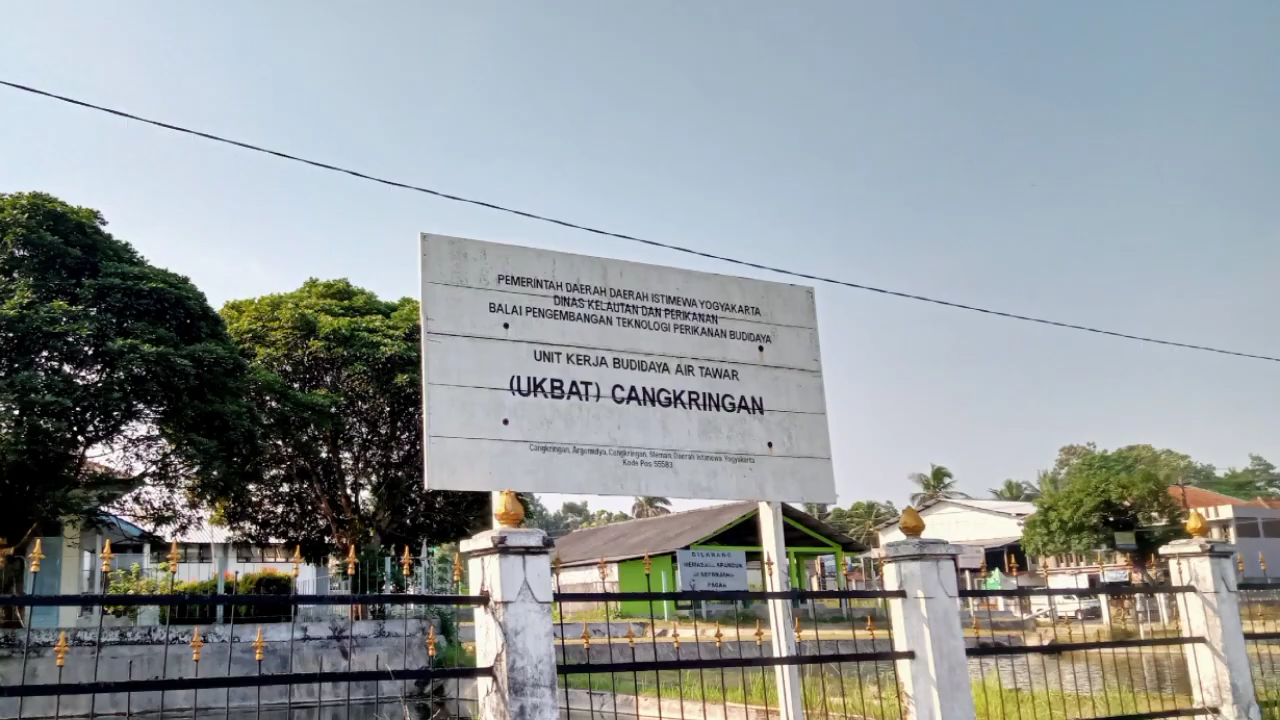 PEMERINTAH DAERAH DAERAH ISTIMEWA YOGYAKARTA
DINAS KELAUTAN DAN PERIKANAN
BALAI PENGEMBANGAN TEKNOLOGI PERIKANAN BUDIDAYA
UNIT KERJA BUDIDAYA AIR TAWAR
(UKBAT) CANGKRINGAN
Cangkringan, Argomulyo, Cangkringan, Sleman, Daerah Istimewa Yogyakarta
Kode Pos 55583
DILARANG